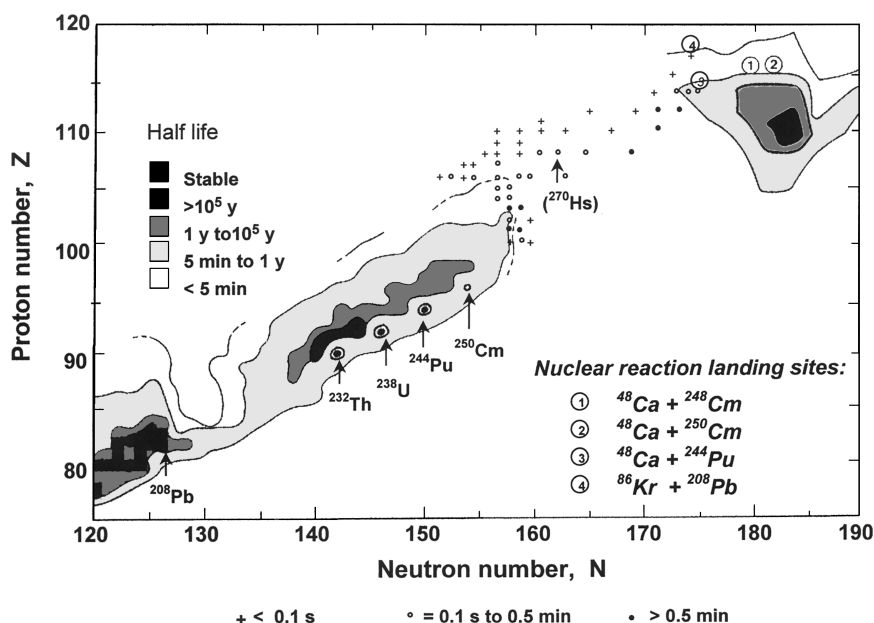 Proton number, Z
120
110
100
90
80
Half life
Stable
>10⁵ y
1 y to10⁵ y
5 min to 1 y
< 5 min
(²⁷⁰Hs)
²⁵⁰Cm
²⁴⁴Pu
²³⁸U
²³²Th
²⁰⁸Pb
4
3
1 2
Nuclear reaction landing sites:
1 ⁴⁸Ca + ²⁴⁸Cm
2 ⁴⁸Ca + ²⁵⁰Cm
3 ⁴⁸Ca + ²⁴⁴Pu
4 ⁸⁶Kr + ²⁰⁸Pb
120 130 140 150 160 170 180 190
Neutron number, N
+ < 0.1 s ∘ = 0.1 s to 0.5 min • > 0.5 min